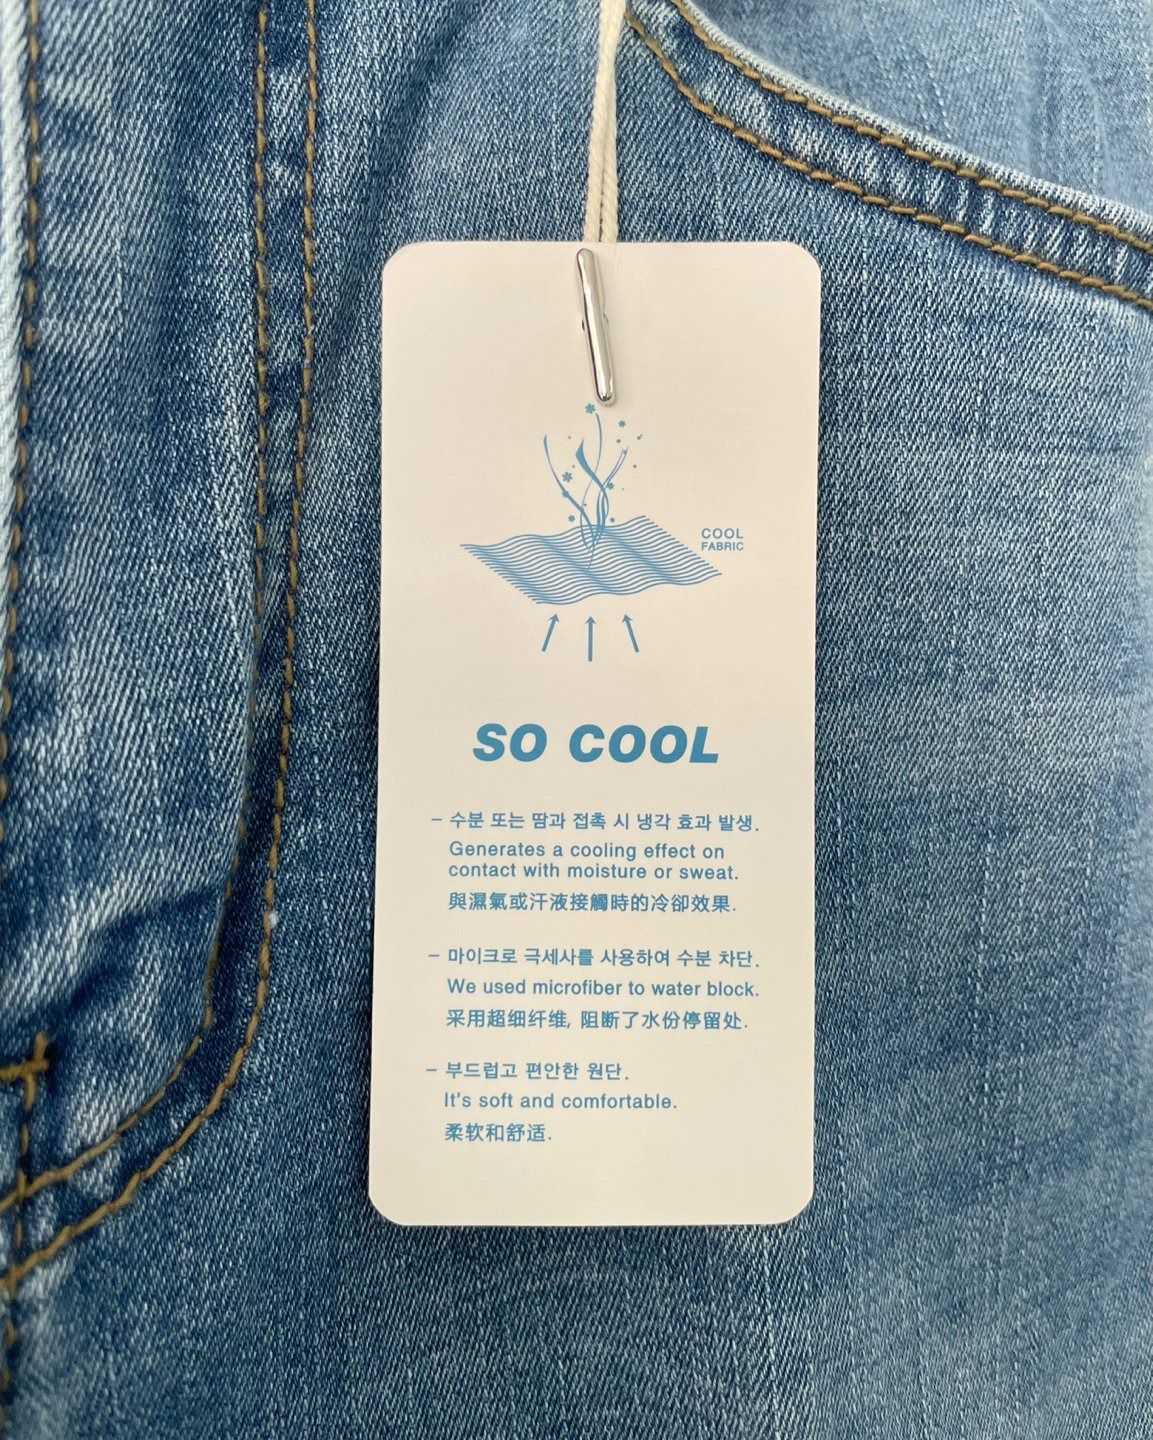 COOL
FABRIC
SO COOL
– 수분 또는 땀과 접촉 시 냉각 효과 발생.
Generates a cooling effect on
contact with moisture or sweat.
與濕氣或汗液接觸時的冷卻效果.
– 마이크로 극세사를 사용하여 수분 차단.
We used microfiber to water block.
采用超细纤维, 阻断了水份停留处.
– 부드럽고 편안한 원단.
It's soft and comfortable.
柔软和舒适.